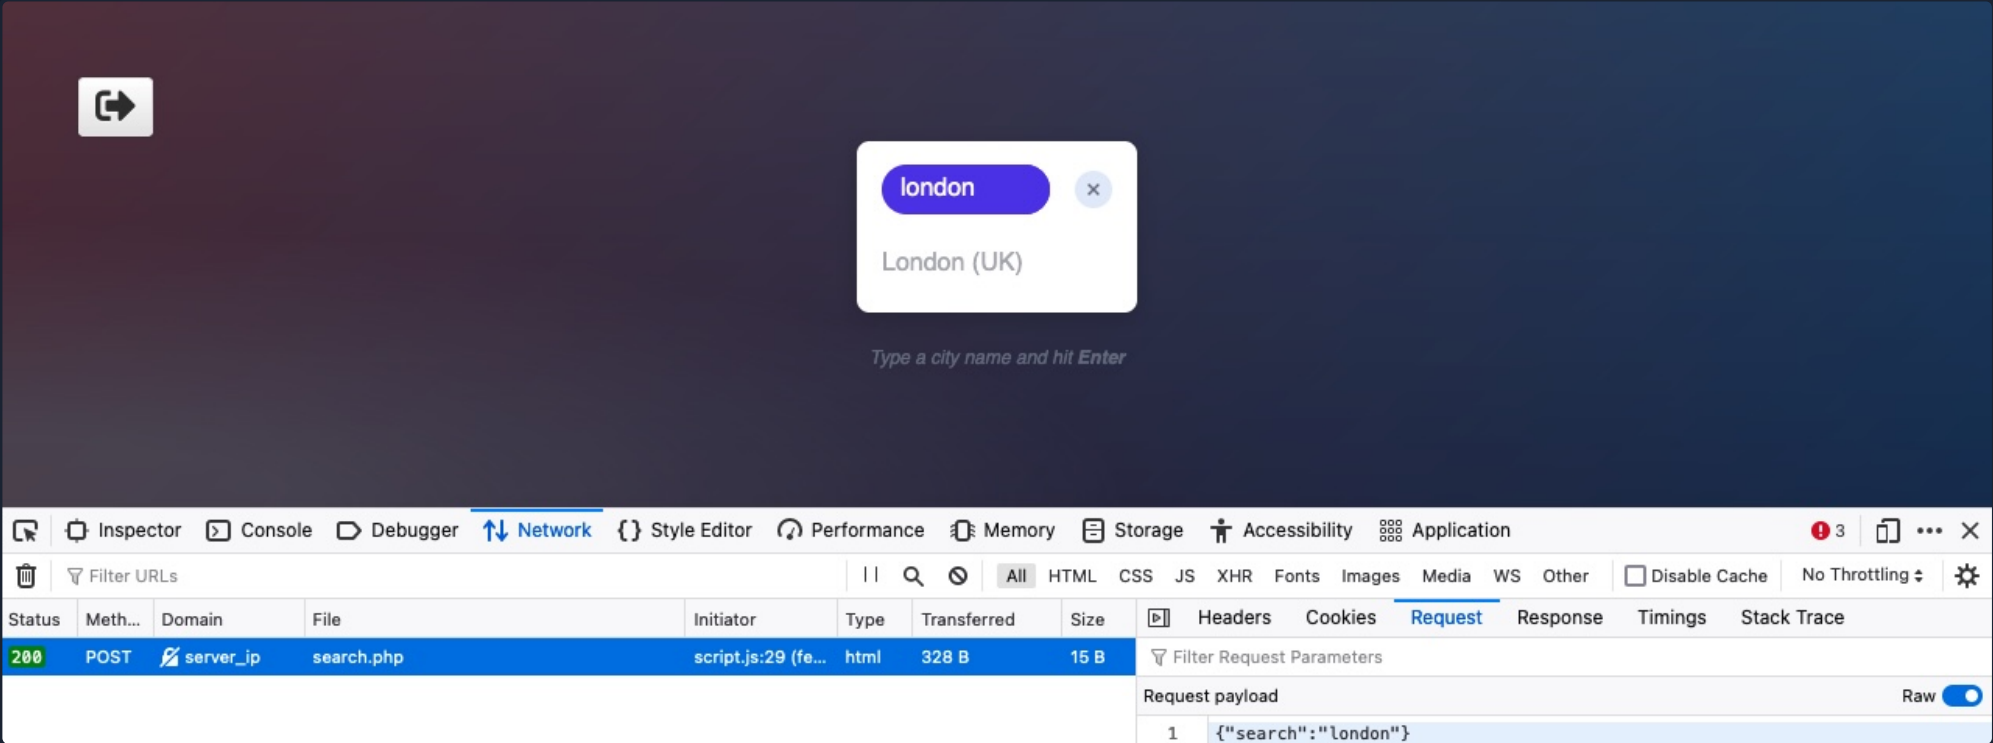 london
×
London (UK)
Type a city name and hit Enter
Inspector Console Debugger Network Style Editor Performance Memory Storage Accessibility Application 3
Filter URLs All HTML CSS JS XHR Fonts Images Media WS Other Disable Cache No Throttling
Status Meth... Domain File Initiator Type Transferred Size Headers Cookies Request Response Timings Stack Trace
200 POST server_ip search.php script.js:29 (fe... html 328 B 15 B Filter Request Parameters
Request payload Raw
1 {"search":"london"}